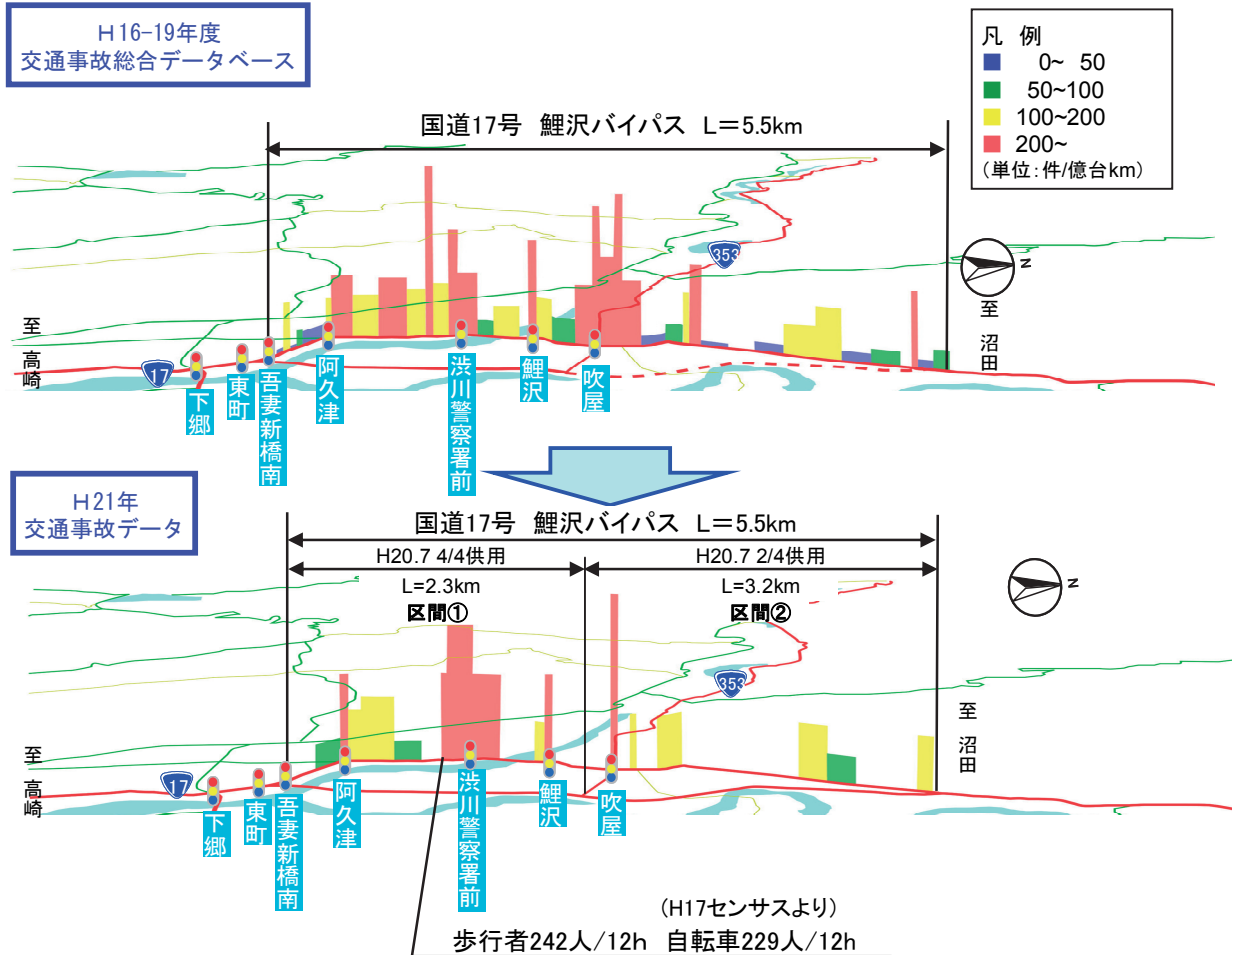 H16-19年度
交通事故総合データベース
凡 例
0~ 50
50~100
100~200
200~
(単位:件/億台km)
国道17号 鯉沢バイパス L=5.5km
353
N
至 高崎
至 沼田
17
下郷
東町
吾妻新橋南
阿久津
渋川警察署前
鯉沢
吹屋
H21年
交通事故データ
国道17号 鯉沢バイパス L=5.5km
H20.7 4/4供用
H20.7 2/4供用
L=2.3km
L=3.2km
区間①
区間②
N
353
至 高崎
至 沼田
17
下郷
東町
吾妻新橋南
阿久津
渋川警察署前
鯉沢
吹屋
(H17センサスより)
歩行者242人/12h 自転車229人/12h